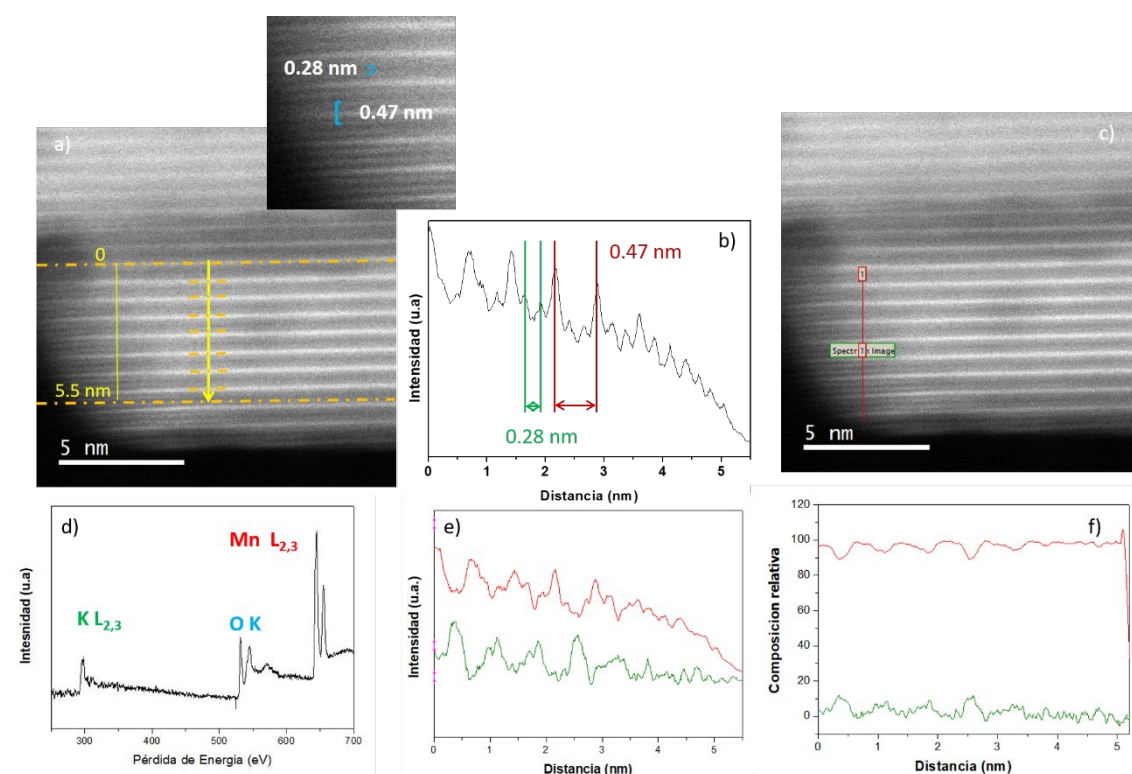 0.28 nm
0.47 nm
a)
0
5.5 nm
5 nm
b)
0.47 nm
0.28 nm
Intensidad (u.a)
0 1 2 3 4 5
Distancia (nm)
c)
1
Spectr 1 n Image
5 nm
d)
Mn L2,3
K L2,3
O K
Intesnidad (u.a)
300 400 500 600 700
Pérdida de Energia (eV)
e)
Intensidad (u.a.)
0 1 2 3 4 5
Distancia (nm)
f)
Composicion relativa
120
100
80
60
40
20
0
0 1 2 3 4 5
Distancia (nm)